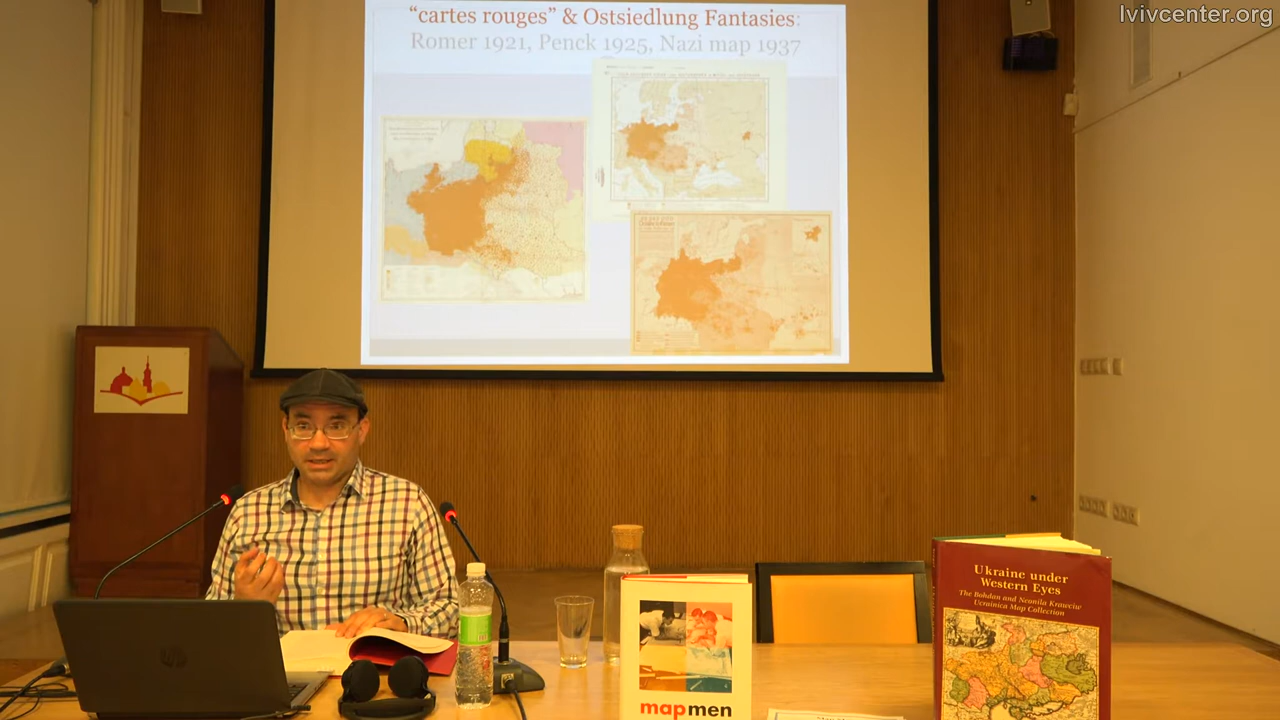 lvivcenter.org
“cartes rouges” & Ostsiedlung Fantasies:
Romer 1921, Penck 1925, Nazi map 1937
Ukraine under
Western Eyes
The Bohdan and Neonila Krawciw
Ucrainica Map Collection
mapmen